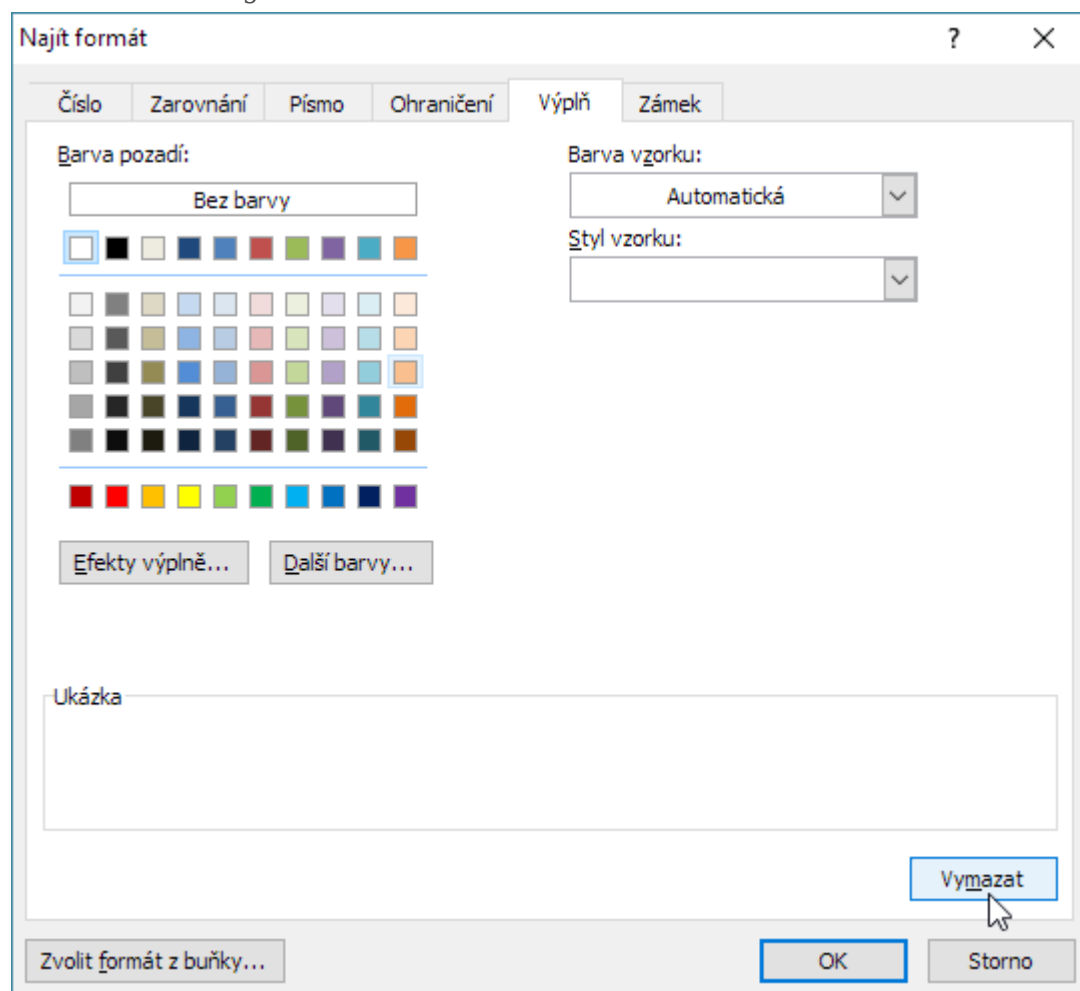 Najít formát
Číslo Zarovnání Písmo Ohraničení Výplň Zámek
Barva pozadí:
Bez barvy
Efekty výplně...
Další barvy...
Barva vzorku:
Automatická
Styl vzorku:
Ukázka
Vymazat
Zvolit formát z buňky...
OK
Storno